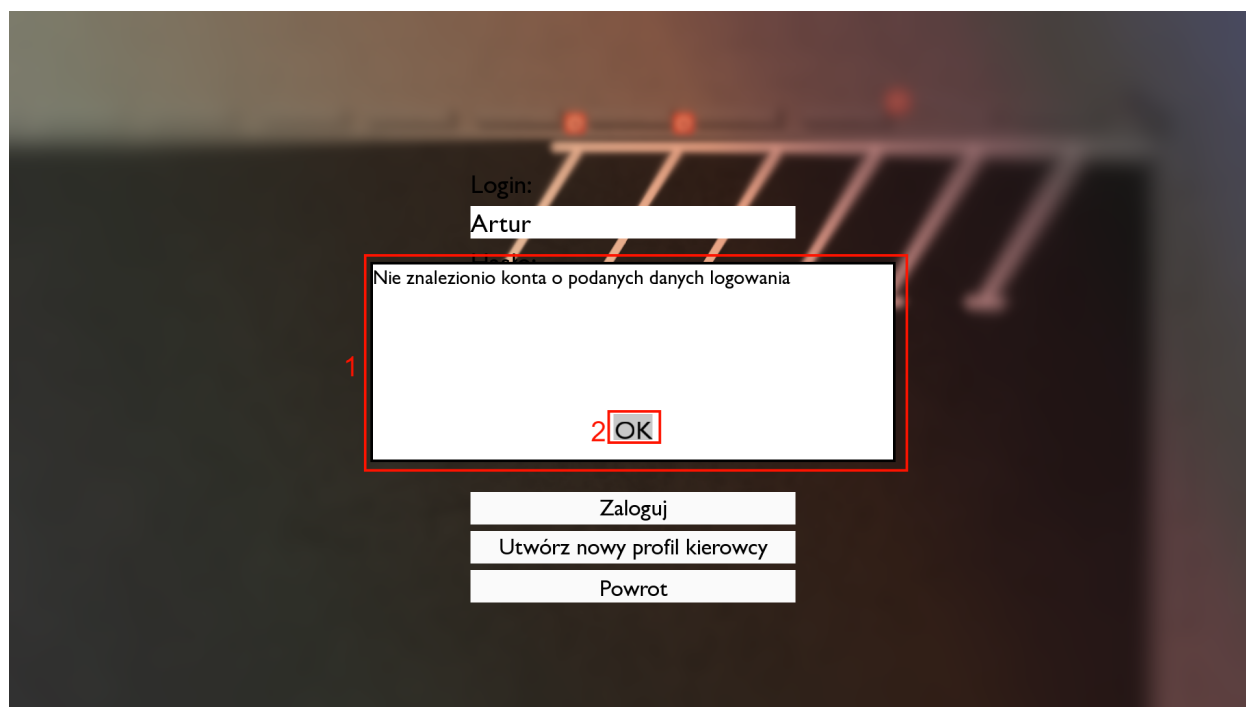 Login:
Artur
Nie znalezionio konta o podanych danych logowania
1
2 OK
Zaloguj
Utwórz nowy profil kierowcy
Powrot